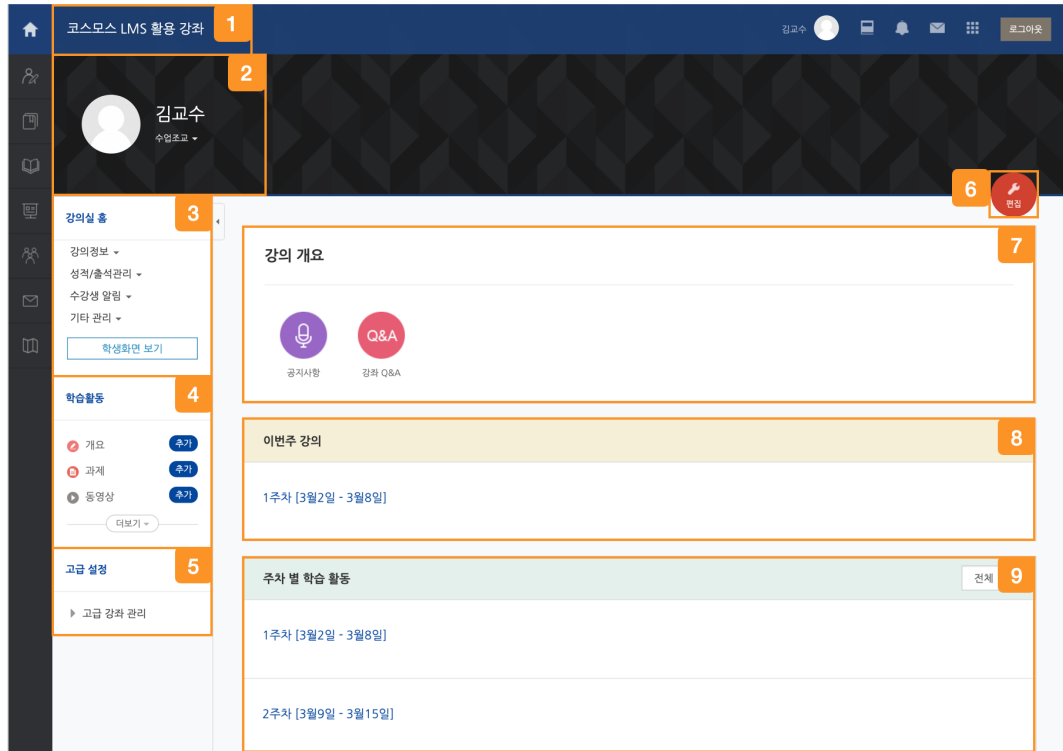 코스모스 LMS 활용 강좌
1
김교수
로그아웃
2
김교수
수업조교
6
편집
강의실 홈
3
강의정보
성적/출석관리
수강생 알림
기타 관리
학생화면 보기
학습활동
4
개요
추가
과제
추가
동영상
추가
더보기
고급 설정
5
고급 강좌 관리
강의 개요
7
Q&A
공지사항
강좌 Q&A
이번주 강의
8
1주차 [3월2일 - 3월8일]
주차 별 학습 활동
전체
9
1주차 [3월2일 - 3월8일]
2주차 [3월9일 - 3월15일]